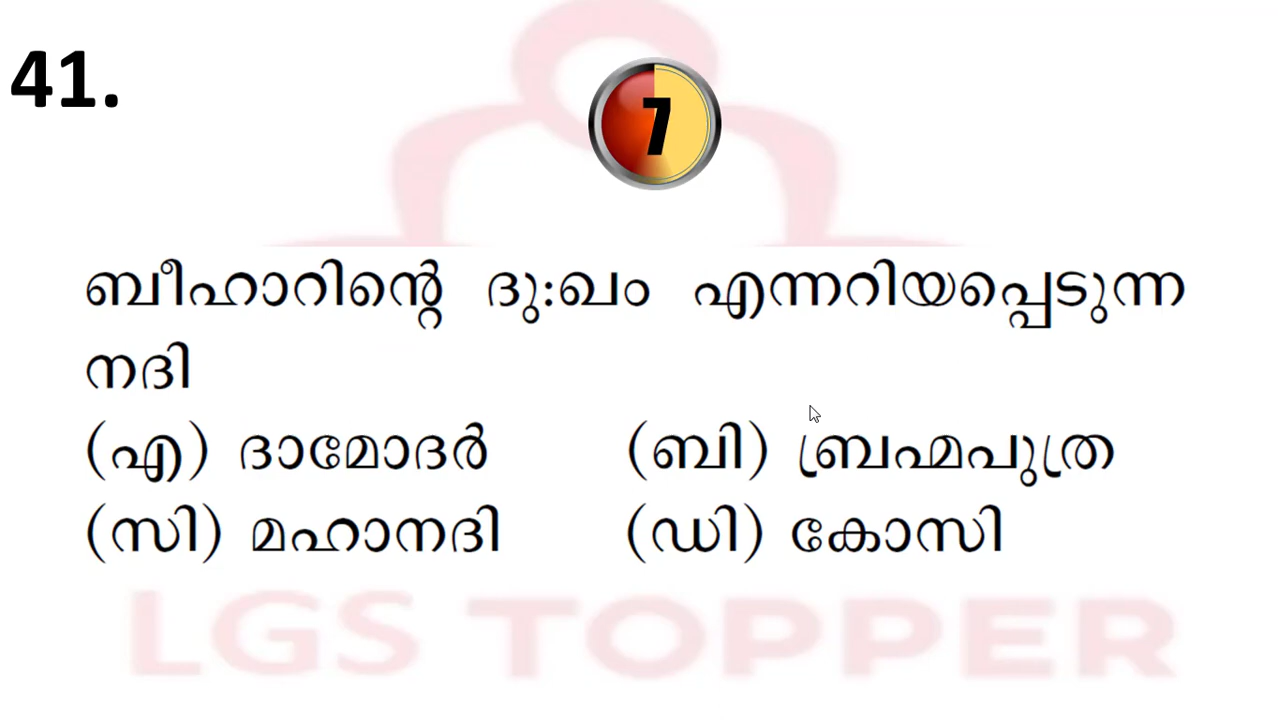 41.
7
ബീഹാറിന്റെ ദു:ഖം എന്നറിയപ്പെടുന്ന
നദി
(എ) ദാമോദർ (ബി) ബ്രഹ്മപുത്ര
(സി) മഹാനദി (ഡി) കോസി
LGS TOPPER